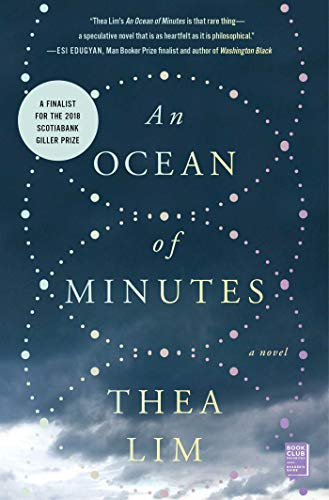 "Thea Lim's An Ocean of Minutes is that rare thing—
a speculative novel that is as heartfelt as it is philosophical."
—ESI EDUGYAN, Man Booker Prize finalist and author of Washington Black
A FINALIST
FOR THE 2018
SCOTIABANK
GILLER PRIZE
An
OCEAN
of
MINUTES
a novel
THEA
LIM
BOOK
CLUB